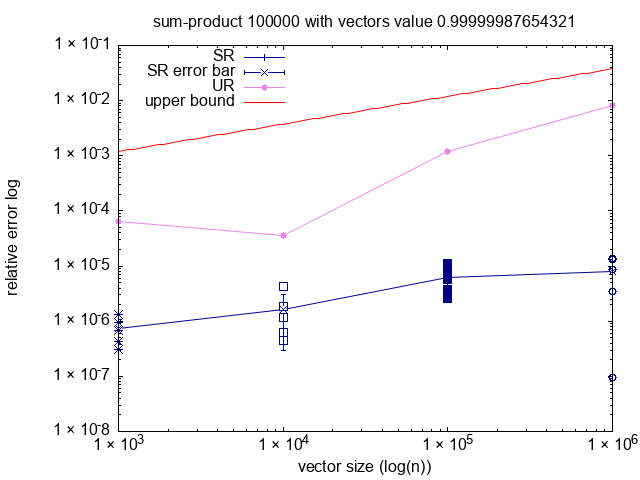 sum-product 100000 with vectors value 0.99999987654321
SR
SR error bar
UR
upper bound
relative error log
1 × 10^-1
1 × 10^-2
1 × 10^-3
1 × 10^-4
1 × 10^-5
1 × 10^-6
1 × 10^-7
1 × 10^-8
1 × 10^3
1 × 10^4
1 × 10^5
1 × 10^6
vector size (log(n))